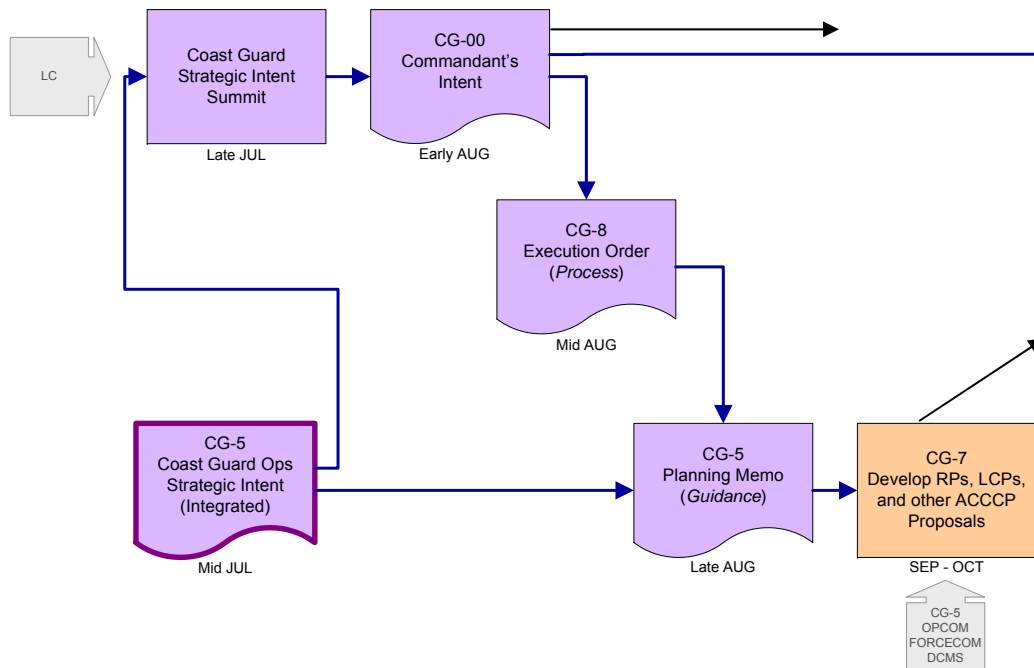 LC
Coast Guard
Strategic Intent
Summit
Late JUL
CG-00
Commandant's
Intent
Early AUG
CG-8
Execution Order
(Process)
Mid AUG
CG-5
Coast Guard Ops
Strategic Intent
(Integrated)
Mid JUL
CG-5
Planning Memo
(Guidance)
Late AUG
CG-7
Develop RPs, LCPs,
and other ACCCP
Proposals
SEP - OCT
CG-5
OPCOM
FORCECOM
DCMS